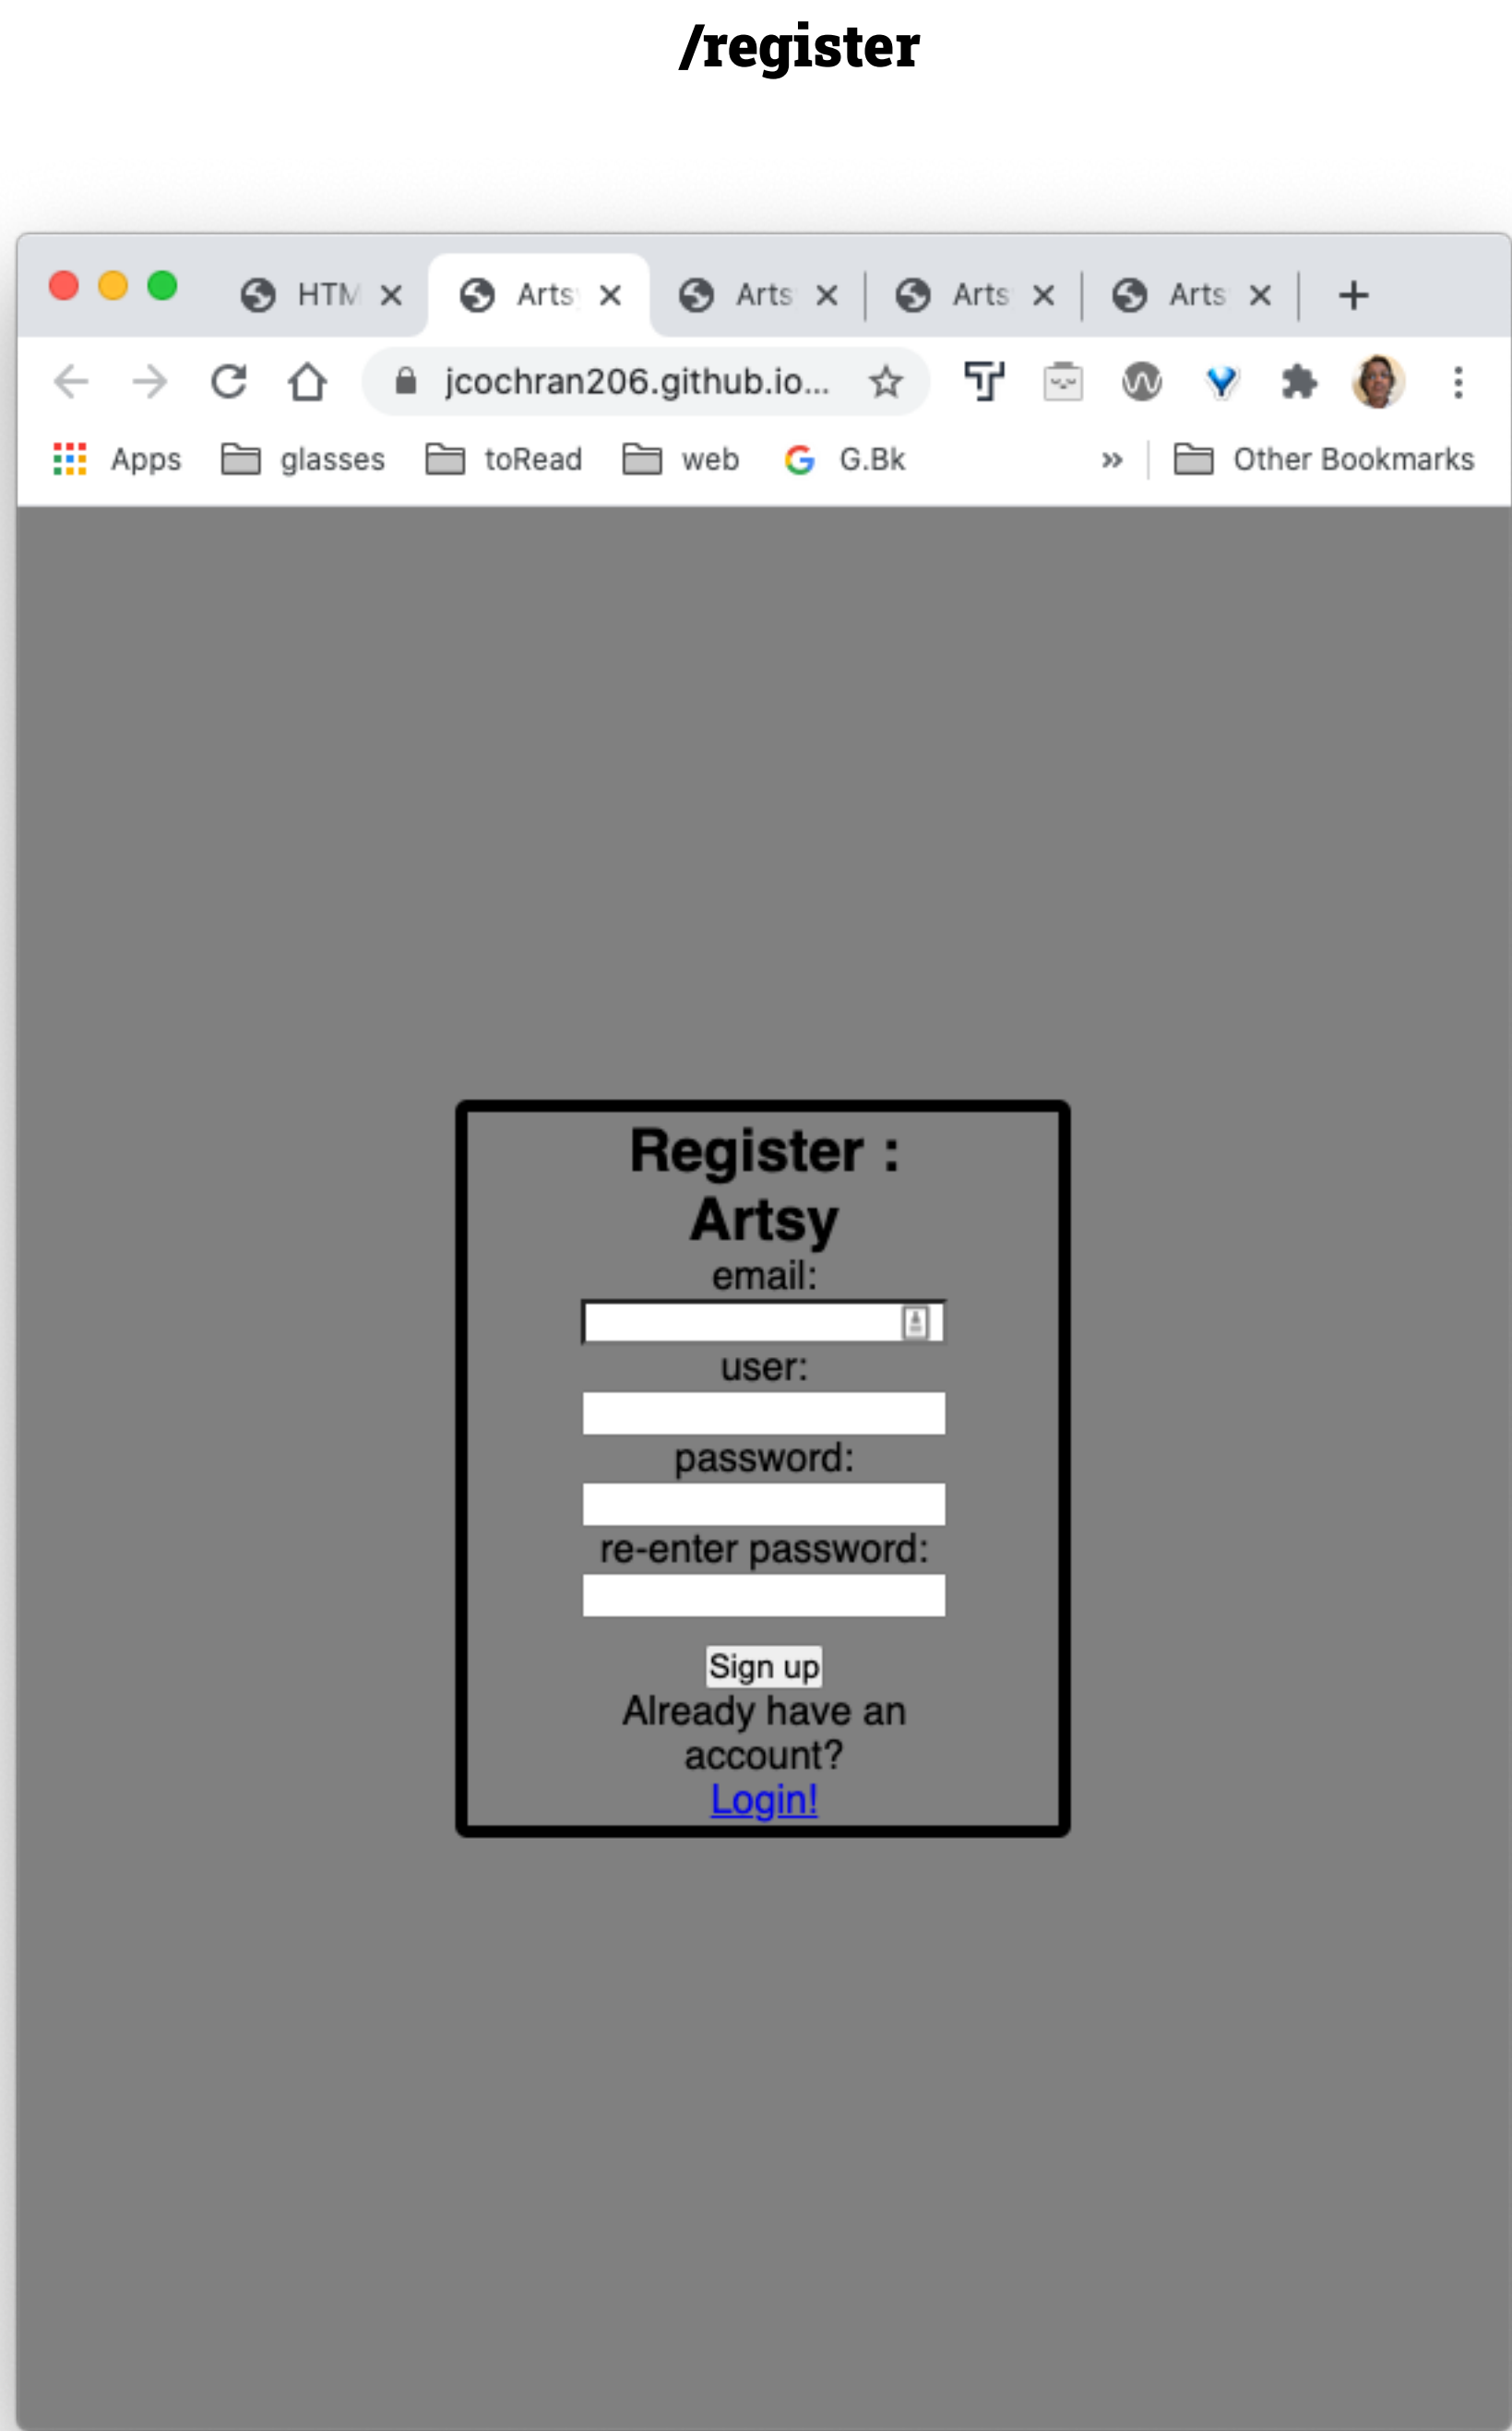 /register
HTM
Arts
Arts
Arts
Arts
jcochran206.github.io...
Apps
glasses
toRead
web
G.Bk
»
Other Bookmarks
Register :
Artsy
email:
user:
password:
re-enter password:
Sign up
Already have an
account?
Login!